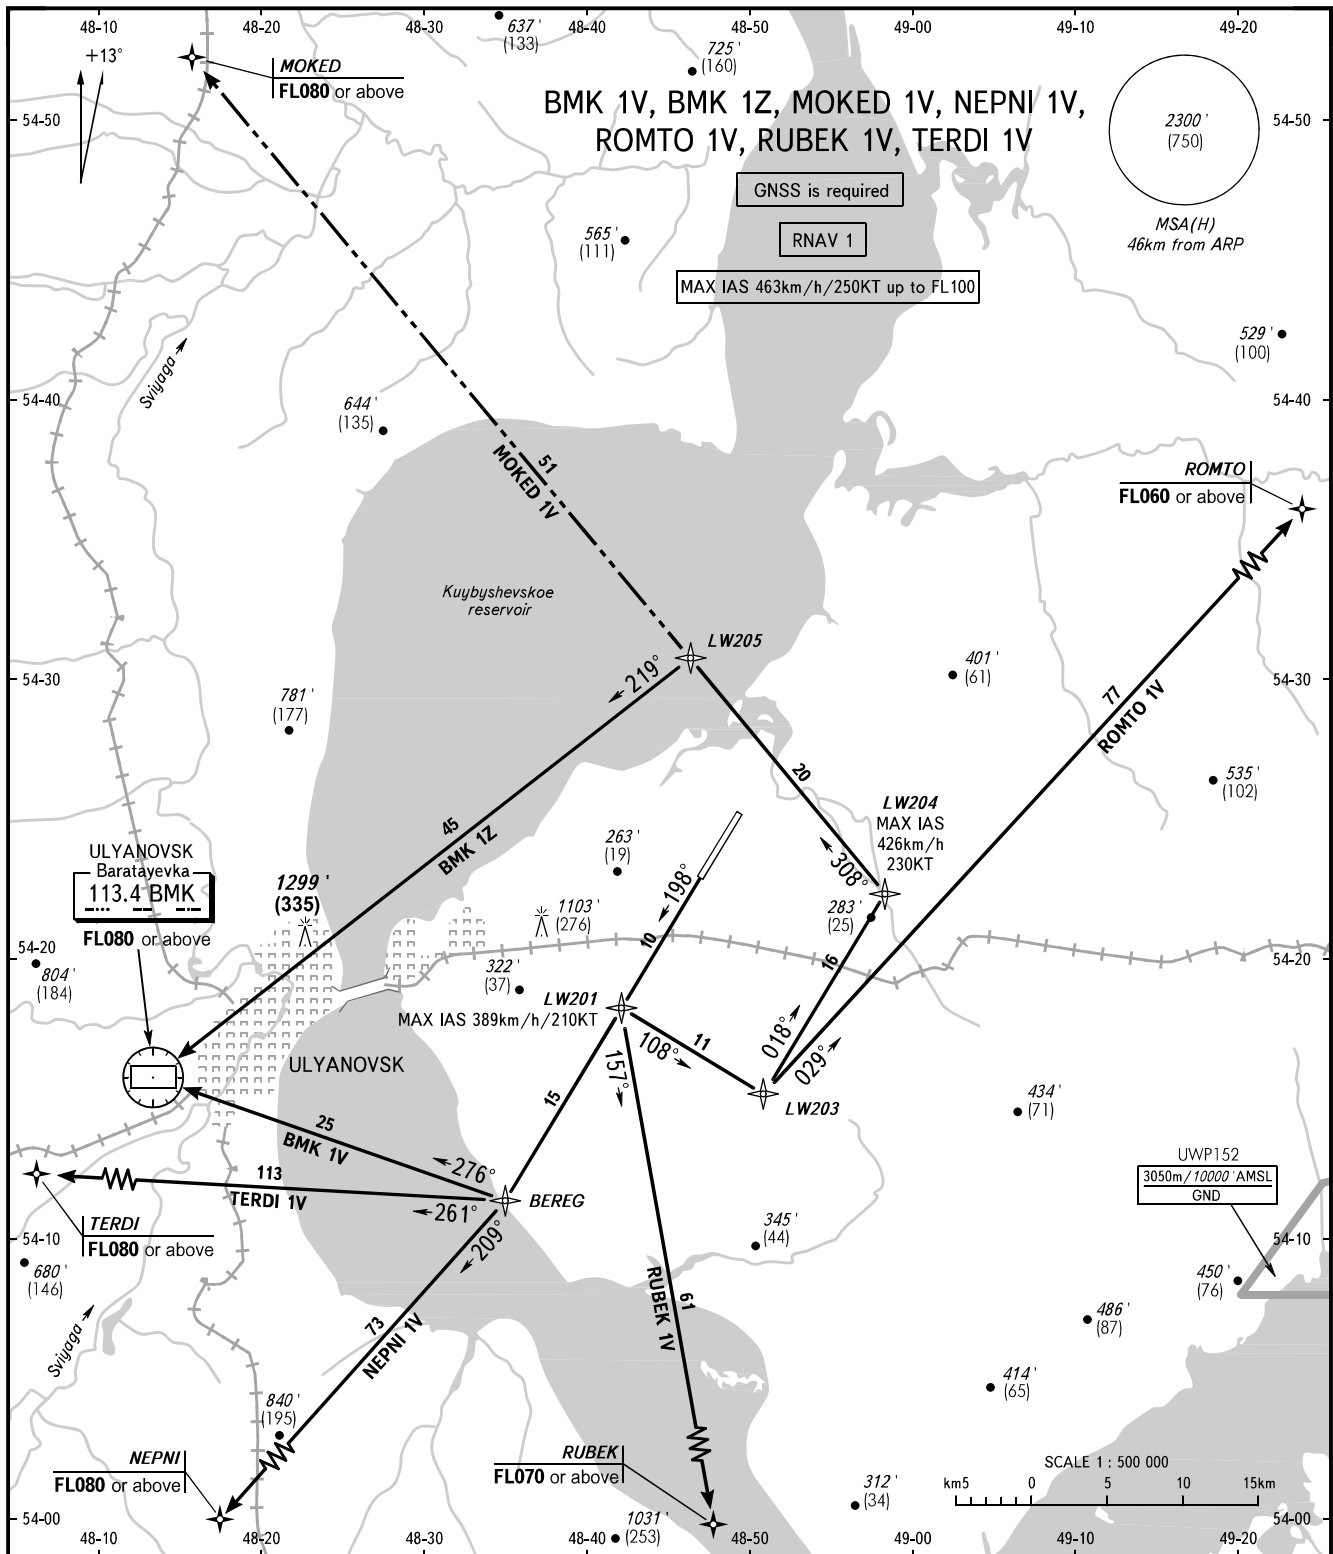 48-10
48-20
48-30
48-40
48-50
49-00
49-10
49-20
637'
(133)
+13°
MOKED
FL080 or above
725'
(160)
BMK 1V, BMK 1Z, MOKED 1V, NEPNI 1V,
ROMTO 1V, RUBEK 1V, TERDI 1V
2300'
(750)
54-50
54-50
GNSS is required
MSA(H)
46km from ARP
565'
(111)
RNAV 1
MAX IAS 463km/h/250KT up to FL100
529'
(100)
Sviyaga
644'
(135)
54-40
54-40
51
MOKED 1V
ROMTO
FL060 or above
Kuybyshevskoe
reservoir
LW205
219°
401'
(61)
54-30
54-30
781'
(177)
77
ROMTO 1V
20
535'
(102)
LW204
MAX IAS
426km/h
230KT
45
BMK 1Z
263'
(19)
308°
ULYANOVSK
Baratayevka
113.4 BMK
FL080 or above
1299'
(335)
198°
1103'
(276)
283'
(25)
10
54-20
54-20
804'
(184)
322'
(37)
16
LW201
MAX IAS 389km/h/210KT
018°
029°
108°
11
157°
ULYANOVSK
LW203
15
434'
(71)
25
BMK 1V
276°
113
TERDI 1V
261°
BEREG
209°
UWP152
3050m/10000'AMSL
GND
TERDI
FL080 or above
54-10
54-10
680'
(146)
345'
(44)
450'
(76)
Sviyaga
61
RUBEK 1V
486'
(87)
73
NEPNI 1V
414'
(65)
840'
(195)
NEPNI
FL080 or above
RUBEK
FL070 or above
SCALE 1 : 500 000
km5
0
5
10
15km
312'
(34)
54-00
54-00
1031'
(253)
48-10
48-20
48-30
48-40
48-50
49-00
49-10
49-20